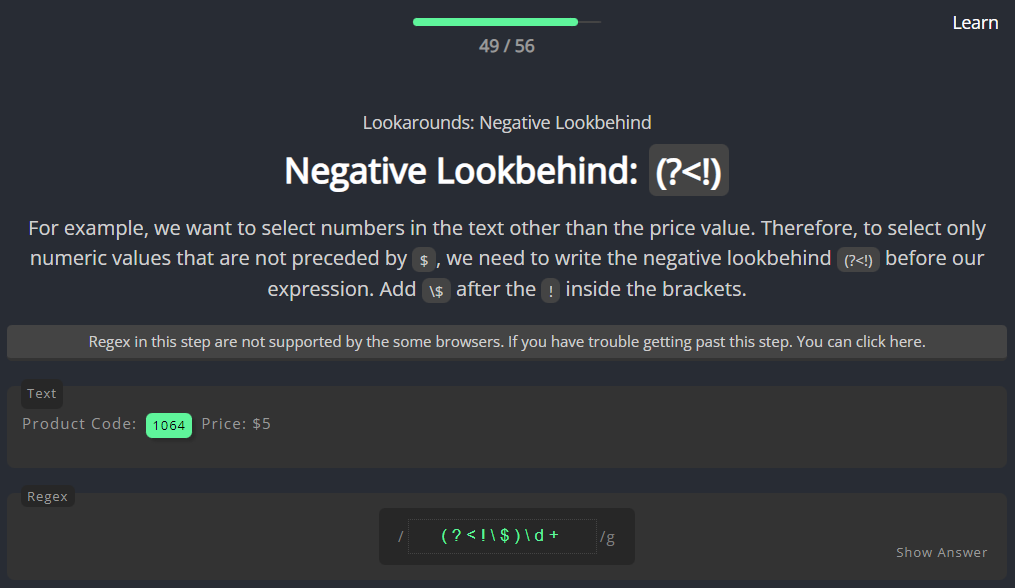 Learn
49 / 56
Lookarounds: Negative Lookbehind
Negative Lookbehind: (?<!)
For example, we want to select numbers in the text other than the price value. Therefore, to select only
numeric values that are not preceded by $ , we need to write the negative lookbehind (?<!) before our
expression. Add \$ after the ! inside the brackets.
Regex in this step are not supported by the some browsers. If you have trouble getting past this step. You can click here.
Text
Product Code: 1064 Price: $5
Regex
/ (?<!\$)\d+ /g
Show Answer